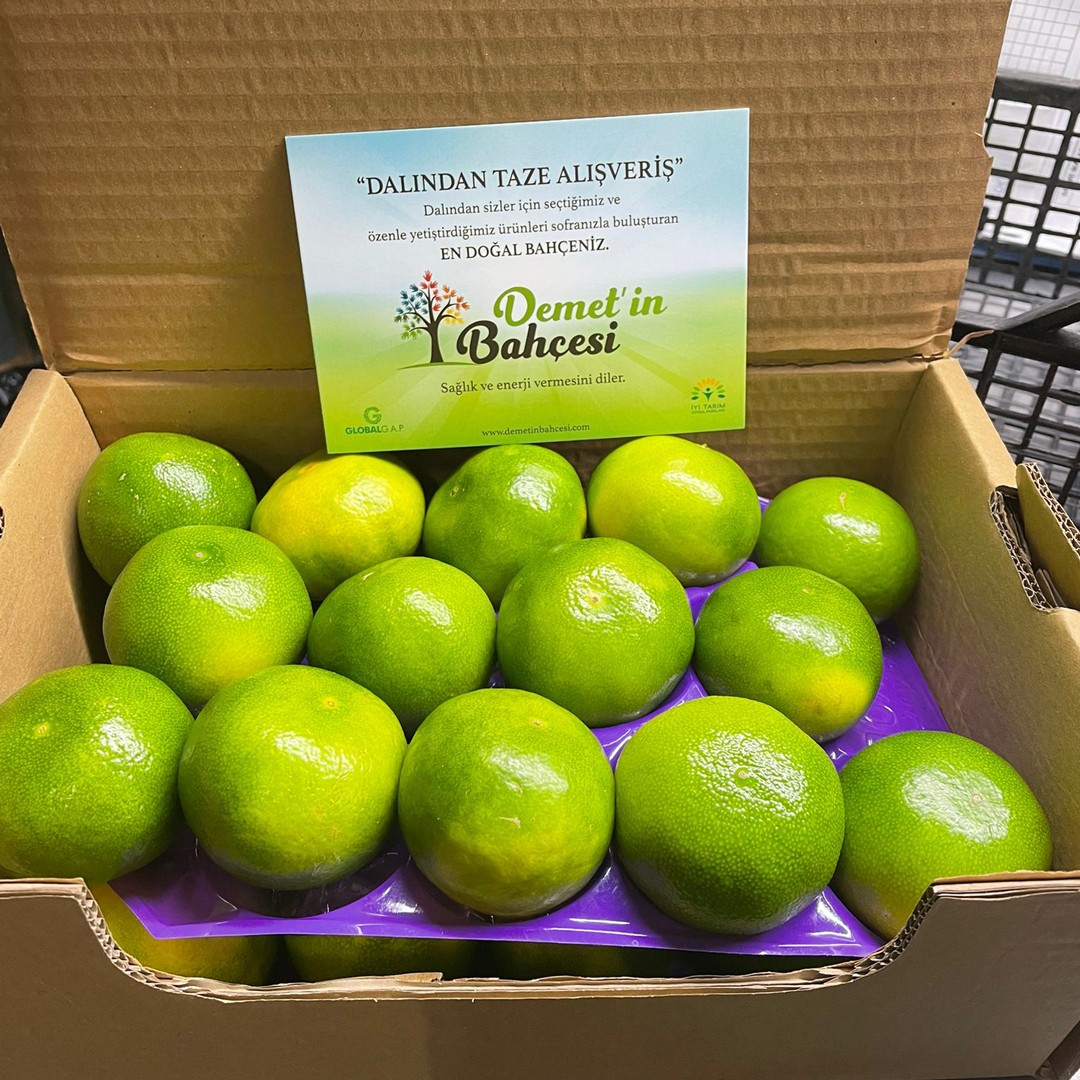 “DALINDAN TAZE ALIŞVERİŞ”
Dalından sizler için seçtiğimiz ve
özenle yetiştirdiğimiz ürünleri sofranızla buluşturan
EN DOĞAL BAHÇENİZ.
Demet'in
Bahçesi
Sağlık ve enerji vermesini diler.
GLOBALG.A.P.
İYİ TARIM
UYGULAMALARI
www.demetinbahcesi.com